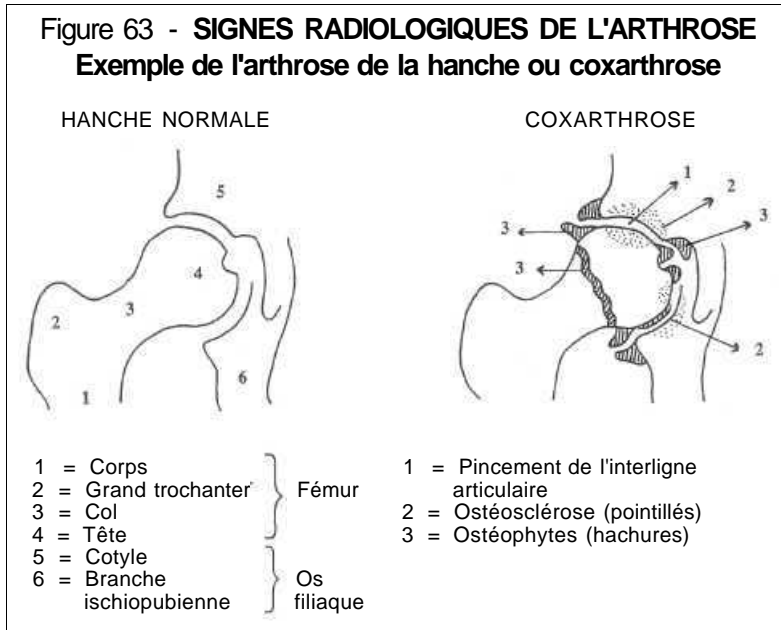 Figure 63 - SIGNES RADIOLOGIQUES DE L'ARTHROSE
Exemple de l'arthrose de la hanche ou coxarthrose
HANCHE NORMALE
5
4
3
2
6
1
1 = Corps
2 = Grand trochanter
3 = Col
4 = Tête
Fémur
5 = Cotyle
6 = Branche
ischiopubienne
Os
filiaque
COXARTHROSE
1
2
3
3
3
2
1 = Pincement de l'interligne
articulaire
2 = Ostéosclérose (pointillés)
3 = Ostéophytes (hachures)